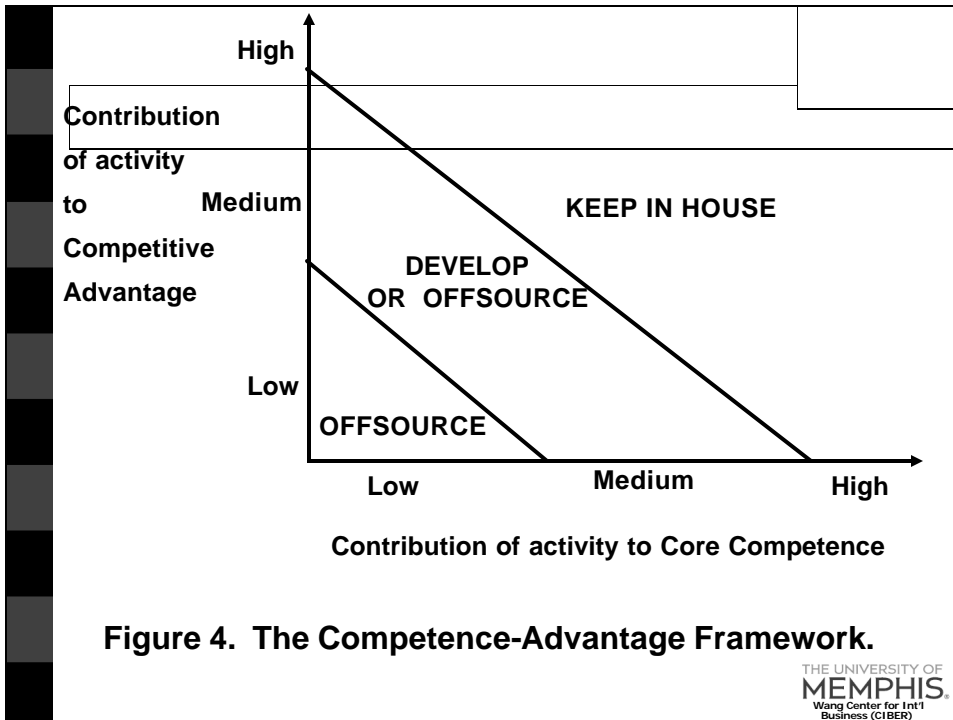 High
Contribution
of activity
to
Competitive
Advantage
Medium
KEEP IN HOUSE
DEVELOP
OR OFFSOURCE
Low
OFFSOURCE
Low
Medium
High
Contribution of activity to Core Competence
Figure 4. The Competence-Advantage Framework.
THE UNIVERSITY OF
MEMPHIS.
Wang Center for Int'l
Business (CIBER)